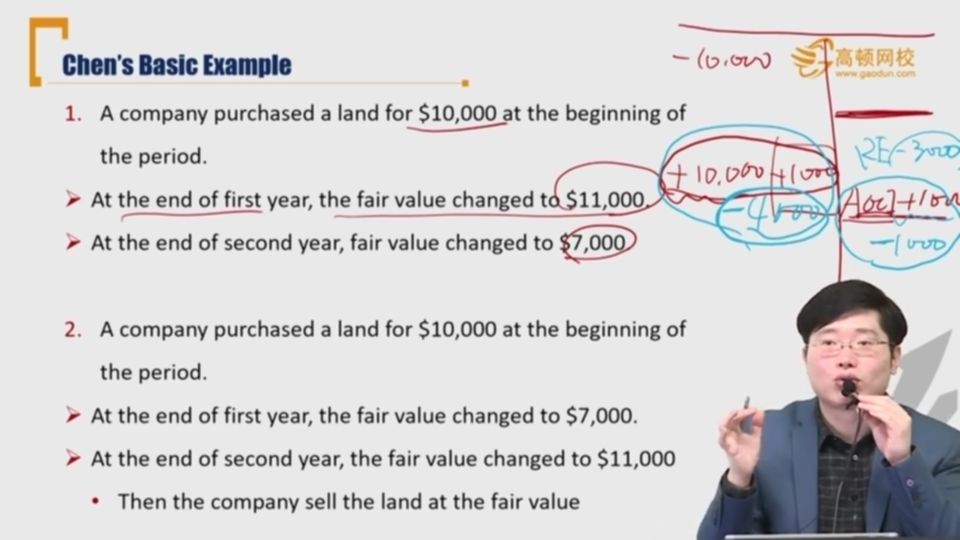 Chen's Basic Example
高顿网校
www.gaodun.com
1. A company purchased a land for $10,000 at the beginning of
the period.
➤ At the end of first year, the fair value changed to $11,000.
➤ At the end of second year, fair value changed to $7,000
2. A company purchased a land for $10,000 at the beginning of
the period.
➤ At the end of first year, the fair value changed to $7,000.
➤ At the end of second year, the fair value changed to $11,000
• Then the company sell the land at the fair value
-10,000
+10,000 +1000
-4000
RE -3000
AOCI +1000
-1000